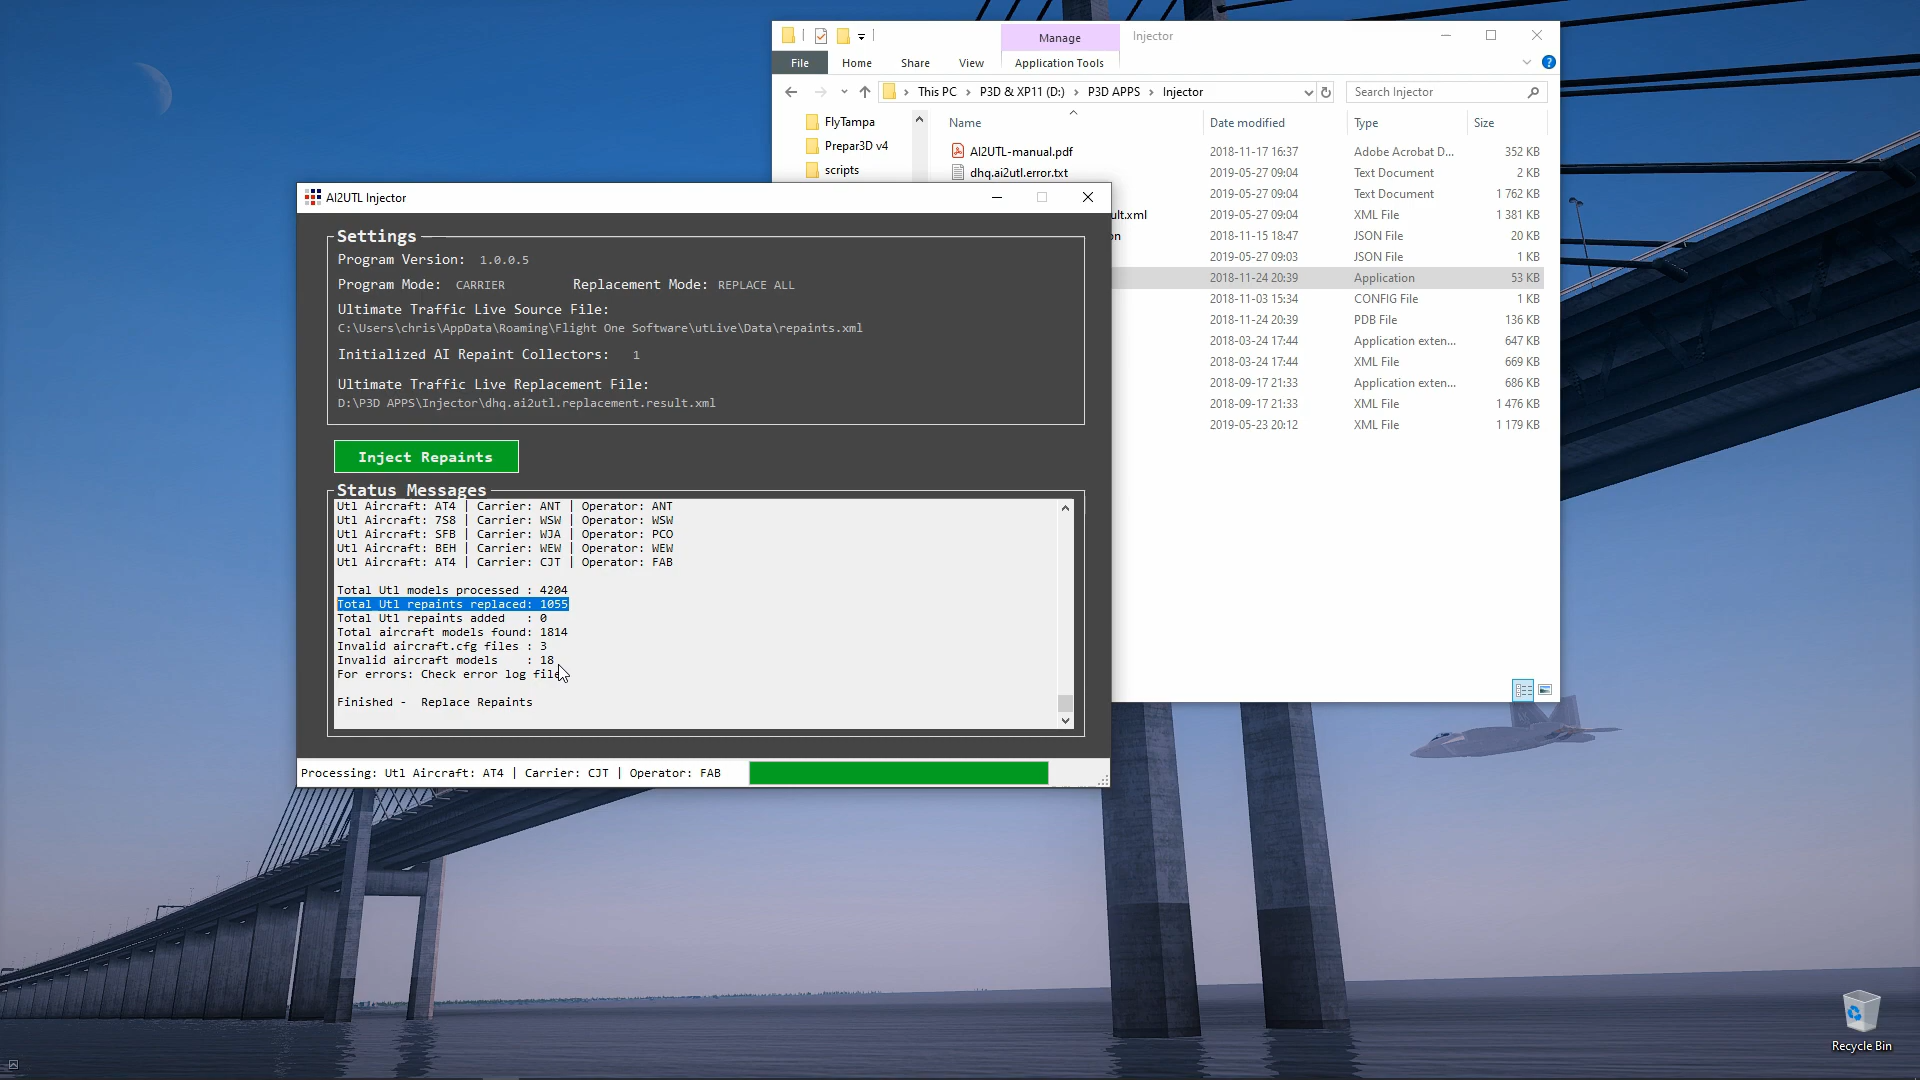 Manage
Injector
File
Home
Share
View
Application Tools
This PC
P3D & XP11 (D:)
P3D APPS
Injector
Search Injector
FlyTampa
Prepar3D v4
scripts
Name
Date modified
Type
Size
AI2UTL-manual.pdf
2018-11-17 16:37
Adobe Acrobat D...
352 KB
dhq.ai2utl.error.txt
2019-05-27 09:04
Text Document
2 KB
2019-05-27 09:04
Text Document
1 762 KB
ult.xml
2019-05-27 09:04
XML File
1 381 KB
on
2018-11-15 18:47
JSON File
20 KB
2019-05-27 09:03
JSON File
1 KB
2018-11-24 20:39
Application
53 KB
2018-11-03 15:34
CONFIG File
1 KB
2018-11-24 20:39
PDB File
136 KB
2018-03-24 17:44
Application exten...
647 KB
2018-03-24 17:44
XML File
669 KB
2018-09-17 21:33
Application exten...
686 KB
2018-09-17 21:33
XML File
1 476 KB
2019-05-23 20:12
XML File
1 179 KB
AI2UTL Injector
Settings
Program Version: 1.0.0.5
Program Mode: CARRIER
Replacement Mode: REPLACE ALL
Ultimate Traffic Live Source File:
C:\Users\chris\AppData\Roaming\Flight One Software\utLive\Data\repaints.xml
Initialized AI Repaint Collectors: 1
Ultimate Traffic Live Replacement File:
D:\P3D APPS\Injector\dhq.ai2utl.replacement.result.xml
Inject Repaints
Status Messages
Utl Aircraft: AT4 | Carrier: ANT | Operator: ANT
Utl Aircraft: 7S8 | Carrier: WSW | Operator: WSW
Utl Aircraft: SFB | Carrier: WJA | Operator: PCO
Utl Aircraft: BEH | Carrier: WEW | Operator: WEW
Utl Aircraft: AT4 | Carrier: CJT | Operator: FAB
Total Utl models processed : 4204
Total Utl repaints replaced: 1055
Total Utl repaints added : 0
Total aircraft models found: 1814
Invalid aircraft.cfg files : 3
Invalid aircraft models : 18
For errors: Check error log file
Finished - Replace Repaints
Processing: Utl Aircraft: AT4 | Carrier: CJT | Operator: FAB
Recycle Bin